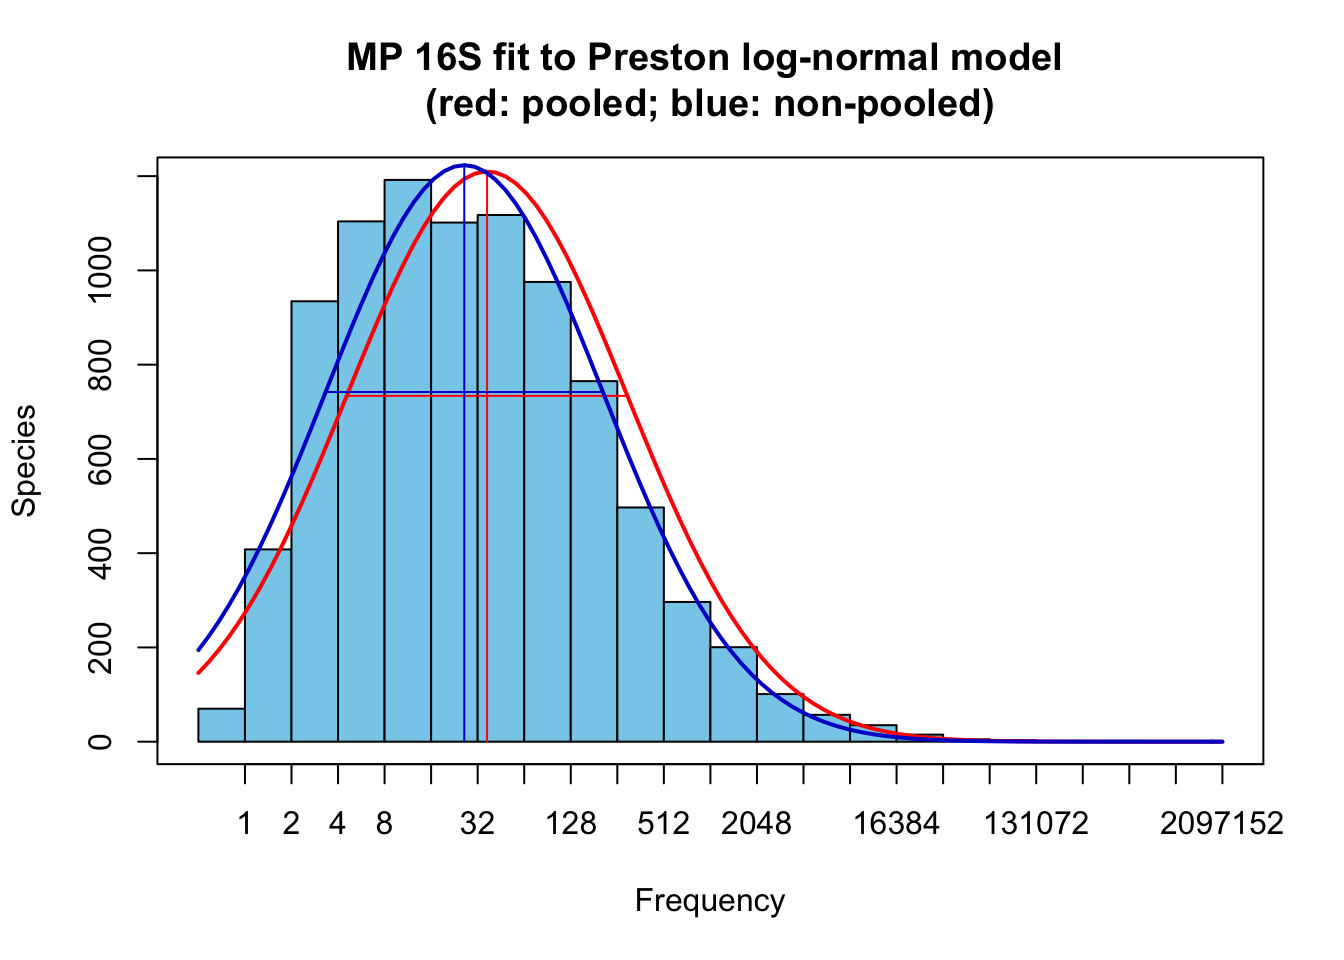 MP 16S fit to Preston log-normal model
(red: pooled; blue: non-pooled)
Species
1000
800
600
400
200
0
1 2 4 8 32 128 512 2048 16384 131072 2097152
Frequency